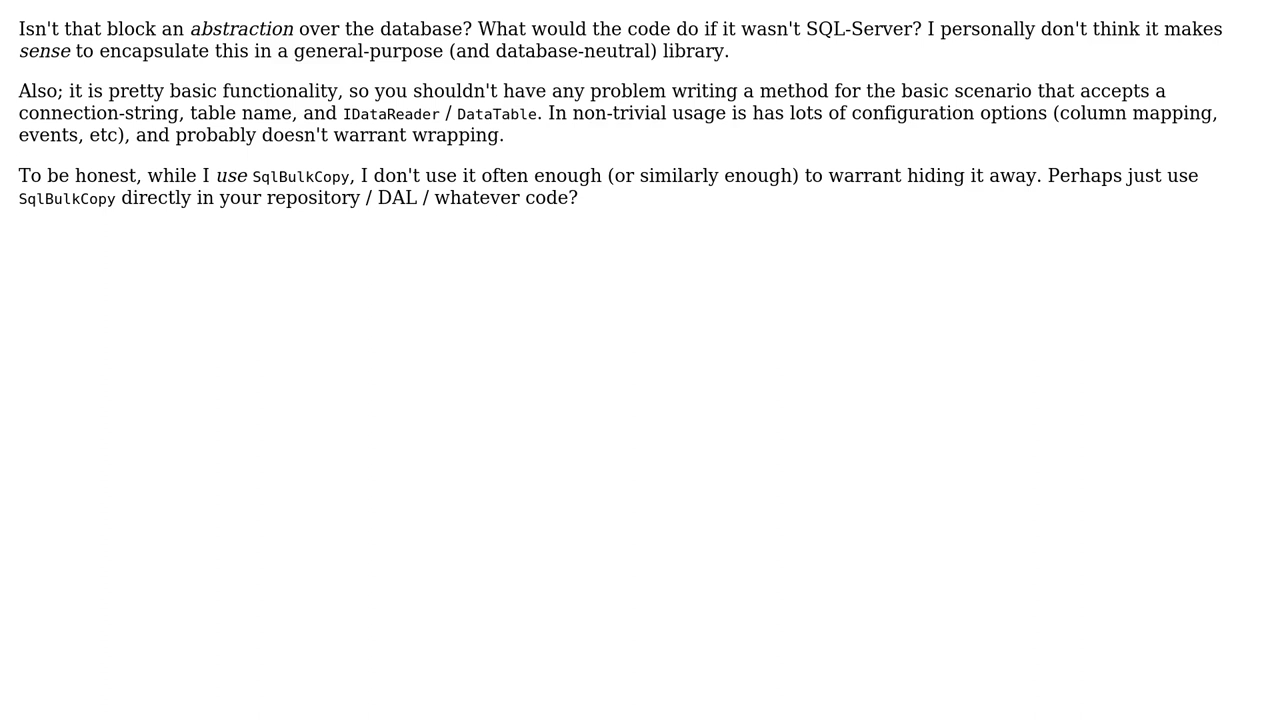 Isn't that block an abstraction over the database? What would the code do if it wasn't SQL-Server? I personally don't think it makes
sense to encapsulate this in a general-purpose (and database-neutral) library.
Also; it is pretty basic functionality, so you shouldn't have any problem writing a method for the basic scenario that accepts a
connection-string, table name, and IDataReader / DataTable. In non-trivial usage is has lots of configuration options (column mapping,
events, etc), and probably doesn't warrant wrapping.
To be honest, while I use SqlBulkCopy, I don't use it often enough (or similarly enough) to warrant hiding it away. Perhaps just use
SqlBulkCopy directly in your repository / DAL / whatever code?